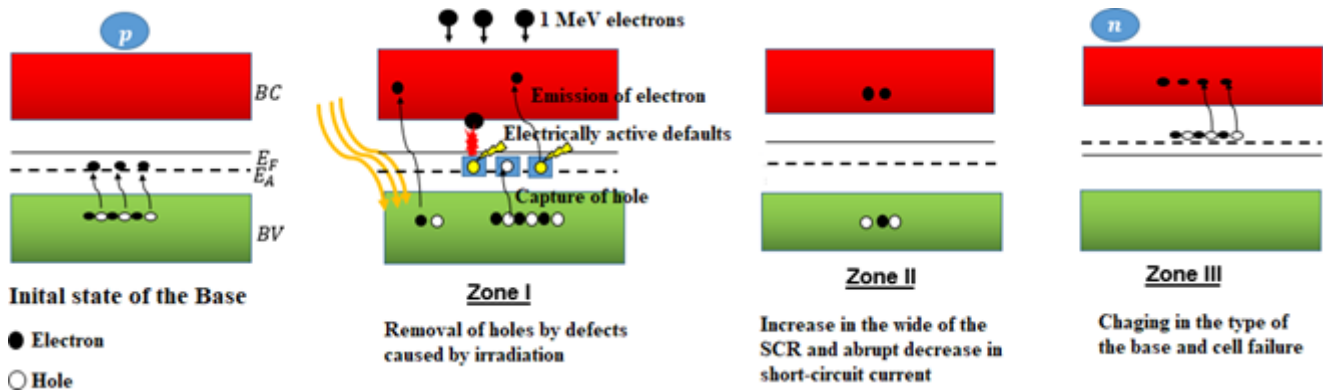 p
BC
E_F
E_A
BV
Inital state of the Base
Electron
Hole
1 MeV electrons
Emission of electron
Electrically active defaults
Capture of hole
Zone I
Removal of holes by defects
caused by irradiation
Zone II
Increase in the wide of the
SCR and abrupt decrease in
short-circuit current
n
Zone III
Chaging in the type of
the base and cell failure